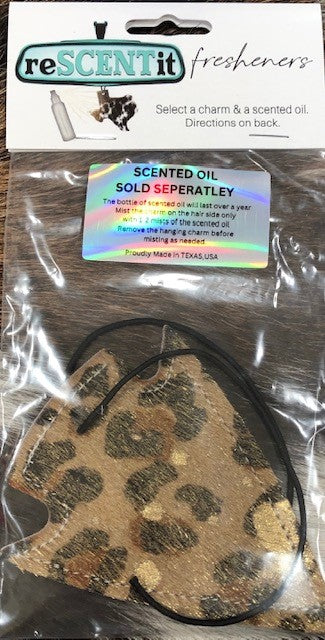 reSCENTit
fresheners
Select a charm & a scented oil.
Directions on back.
SCENTED OIL
SOLD SEPERATLEY
The bottle of scented oil will last over a year
Mist the charm on the hair side only
with 1-2 mists of the scented oil
Remove the hanging charm before
misting as needed.
Proudly Made in TEXAS,USA